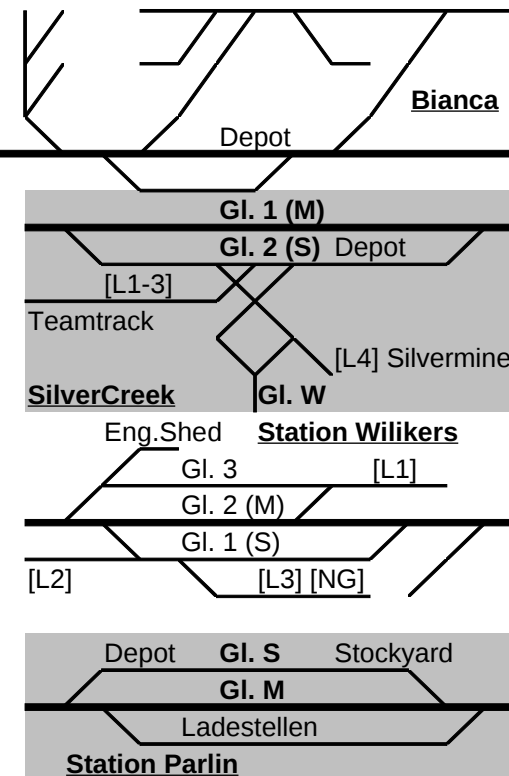 Bianca
Depot
Gl. 1 (M)
Gl. 2 (S) Depot
[L1-3]
Teamtrack
[L4] Silvermine
SilverCreek
Gl. W
Eng.Shed
Station Wilikers
Gl. 3
[L1]
Gl. 2 (M)
Gl. 1 (S)
[L2]
[L3] [NG]
Depot
Gl. S
Stockyard
Gl. M
Ladestellen
Station Parlin